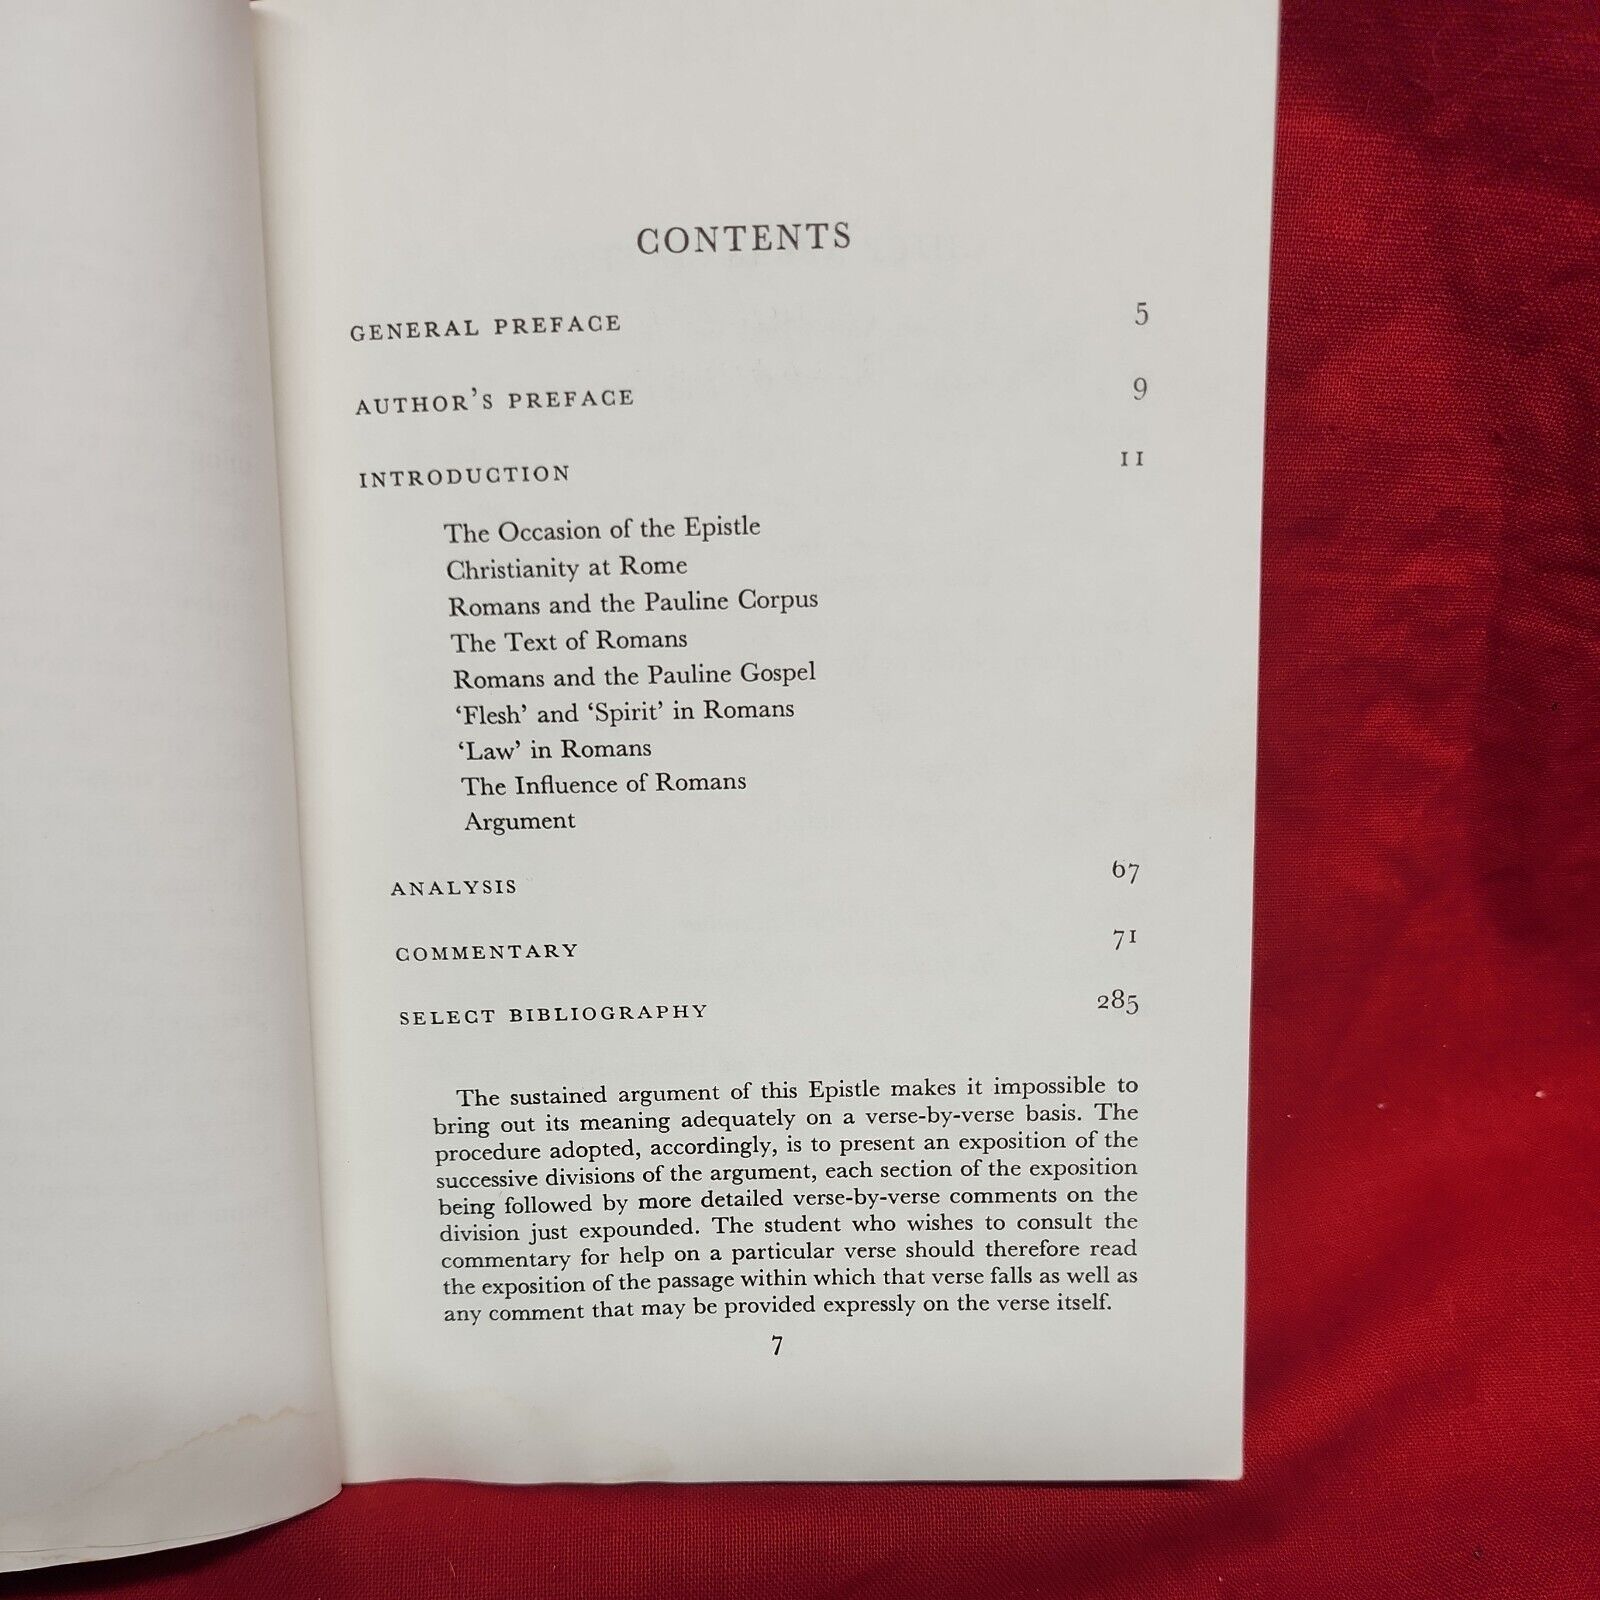 CONTENTS
GENERAL PREFACE 5
AUTHOR'S PREFACE 9
INTRODUCTION 11
The Occasion of the Epistle
Christianity at Rome
Romans and the Pauline Corpus
The Text of Romans
Romans and the Pauline Gospel
‘Flesh’ and ‘Spirit’ in Romans
‘Law’ in Romans
The Influence of Romans
Argument
ANALYSIS 67
COMMENTARY 71
SELECT BIBLIOGRAPHY 285
The sustained argument of this Epistle makes it impossible to
bring out its meaning adequately on a verse-by-verse basis. The
procedure adopted, accordingly, is to present an exposition of the
successive divisions of the argument, each section of the exposition
being followed by more detailed verse-by-verse comments on the
division just expounded. The student who wishes to consult the
commentary for help on a particular verse should therefore read
the exposition of the passage within which that verse falls as well as
any comment that may be provided expressly on the verse itself.
7